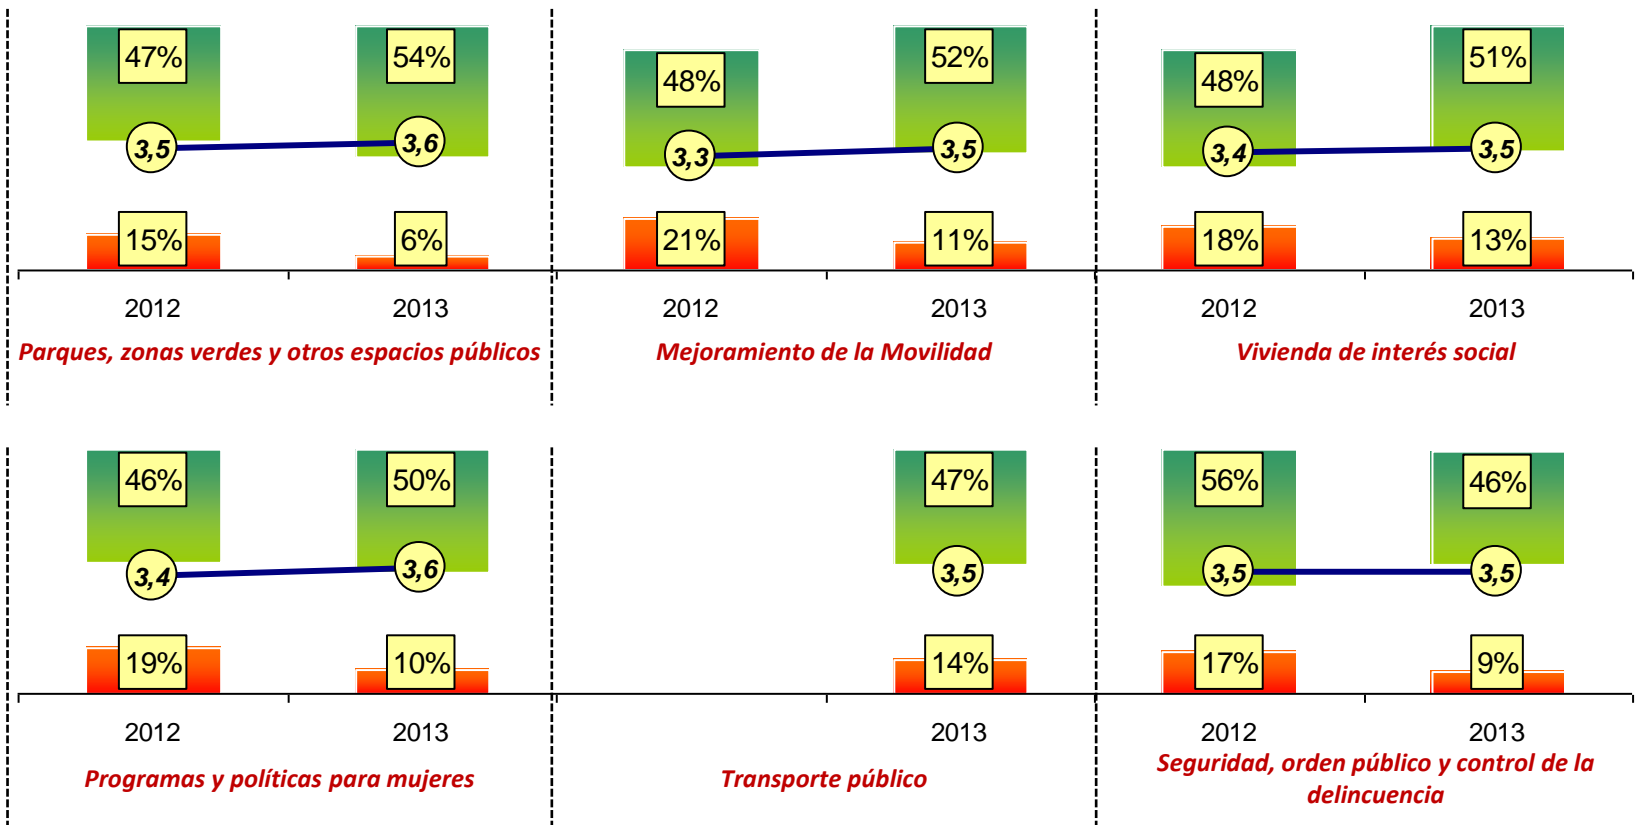 47% 54% 48% 52% 48% 51%
3,5 3,6 3,3 3,5 3,4 3,5
15% 6% 21% 11% 18% 13%
2012 2013 2012 2013 2012 2013
Parques, zonas verdes y otros espacios públicos Mejoramiento de la Movilidad Vivienda de interés social
46% 50% 47% 56% 46%
3,4 3,6 3,5 3,5 3,5
19% 10% 14% 17% 9%
2012 2013 2013 2012 2013
Programas y políticas para mujeres Transporte público Seguridad, orden público y control de la
delincuencia